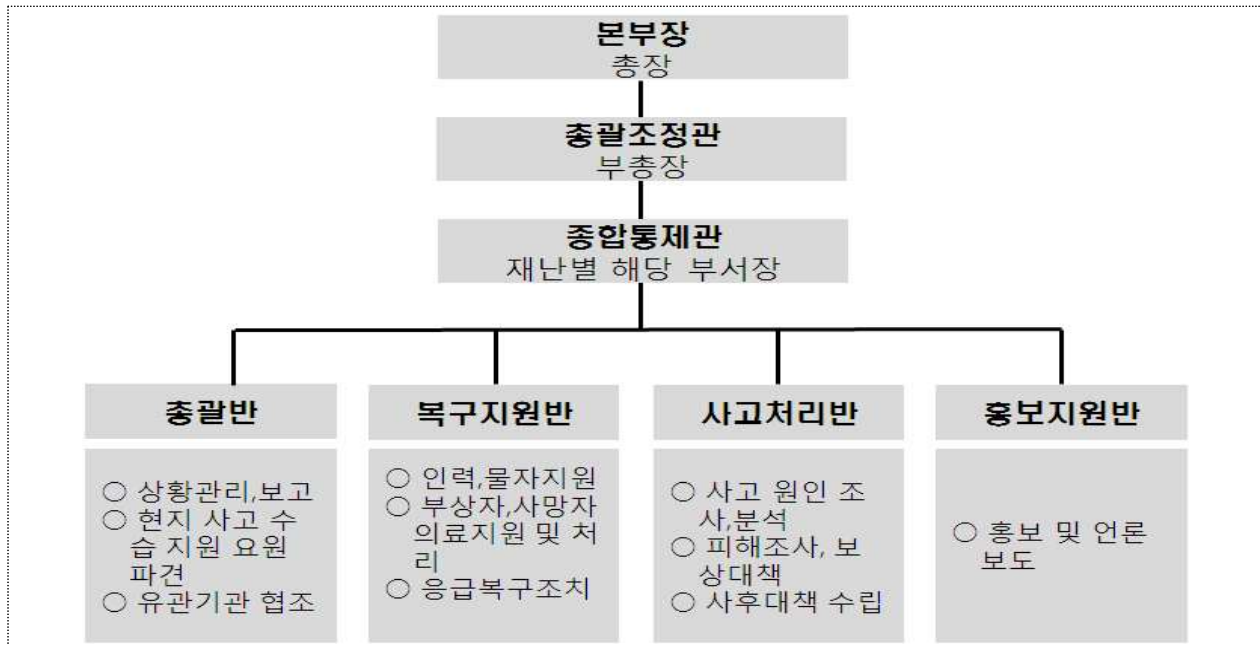 본부장
총장
총괄조정관
부총장
종합통제관
재난별 해당 부서장
총괄반
○ 상황관리,보고
○ 현지 사고 수
습 지원 요원
파견
○ 유관기관 협조
복구지원반
○ 인력,물자지원
○ 부상자,사망자
의료지원 및 처
리
○ 응급복구조치
사고처리반
○ 사고 원인 조
사,분석
○ 피해조사, 보
상대책
○ 사후대책 수립
홍보지원반
○ 홍보 및 언론
보도